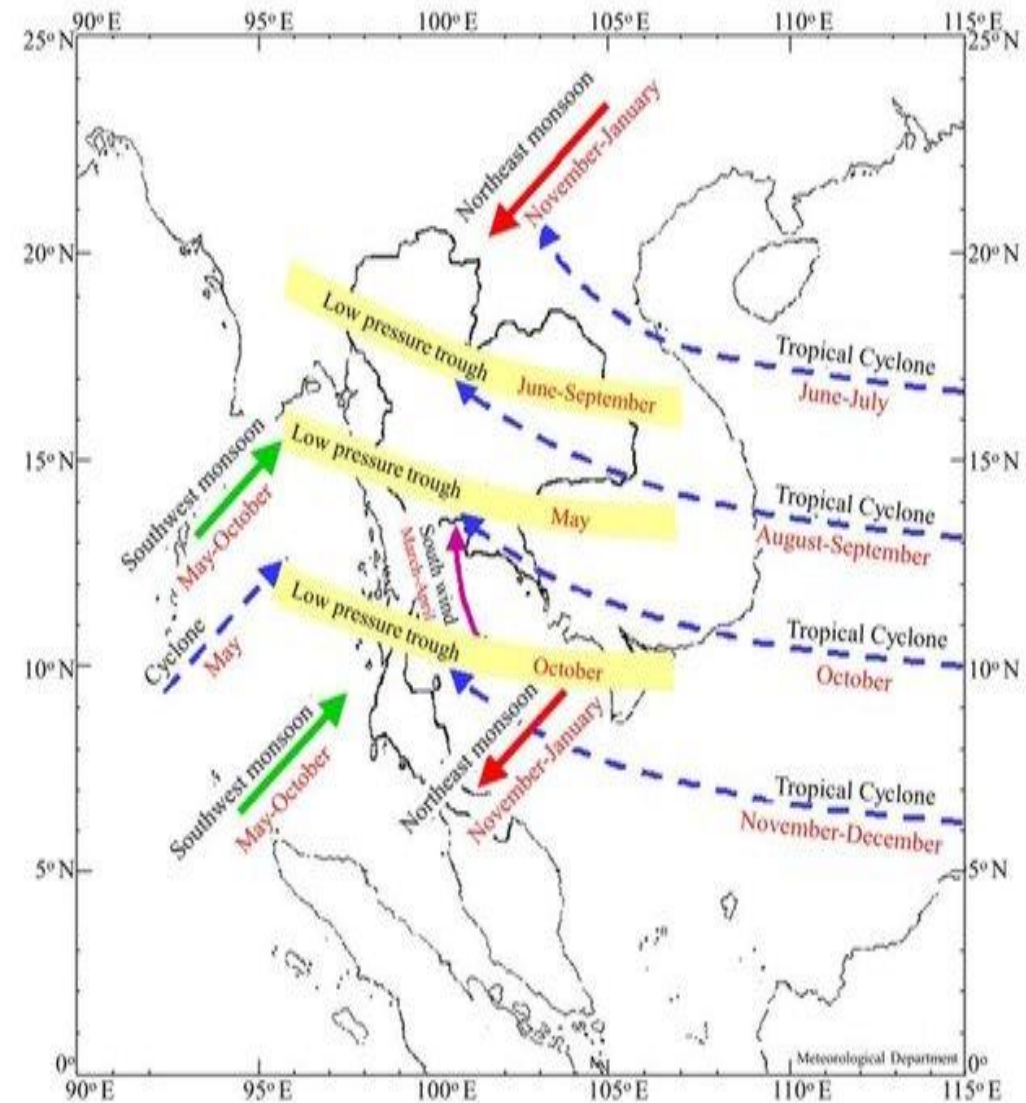 90°E 95°E 100°E 105°E 110°E 115°E
25°N 25°N
Northeast monsoon
November-January
20°N 20°N
Low pressure trough
June-September
Tropical Cyclone
June-July
Southwest monsoon
May-October
15°N 15°N
Low pressure trough
May
Tropical Cyclone
August-September
South wind
March-April
Cyclone
May
Low pressure trough
October
Tropical Cyclone
October
10°N 10°N
Southwest monsoon
May-October
Northeast monsoon
November-January
Tropical Cyclone
November-December
5°N 5°N
Meteorological Department
0° 0°
90°E 95°E 100°E 105°E 110°E 115°E